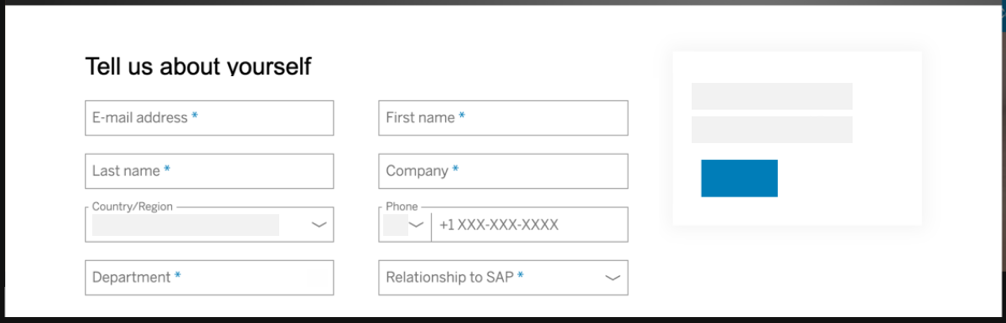 Tell us about yourself
E-mail address *
First name *
Last name *
Company *
Country/Region
Phone
+1 XXX-XXX-XXXX
Department *
Relationship to SAP *